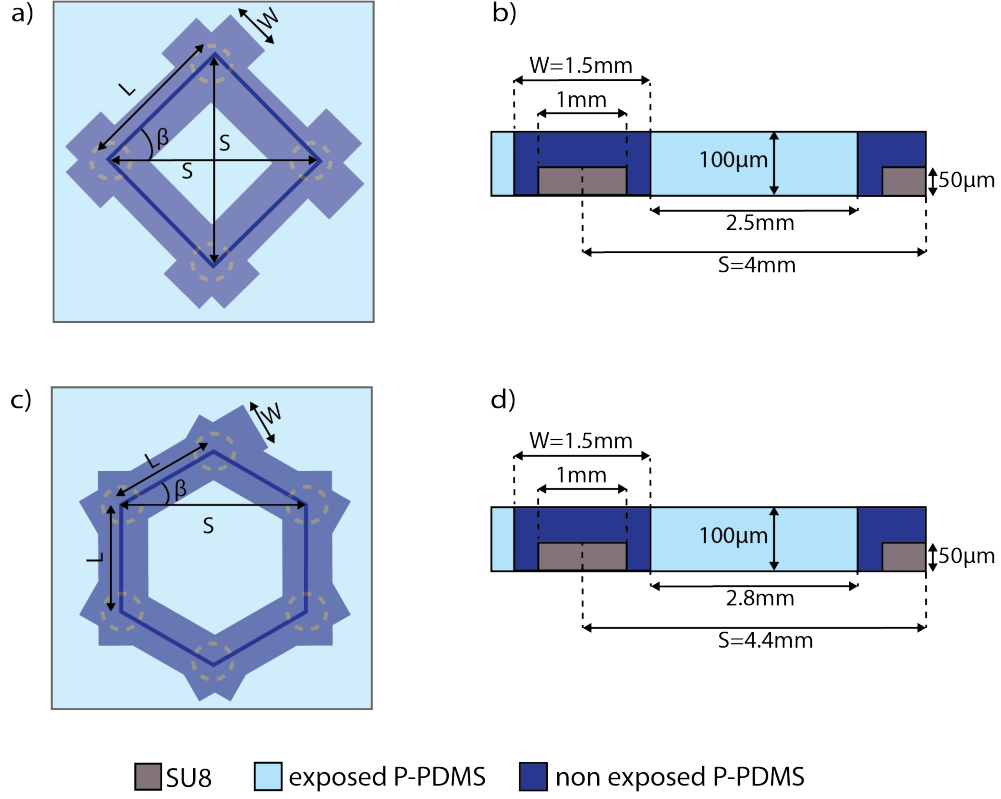 a)
W
L
β
S
S
b)
W=1.5mm
1mm
100μm
50μm
2.5mm
S=4mm
c)
W
L
β
S
L
d)
W=1.5mm
1mm
100μm
50μm
2.8mm
S=4.4mm
SU8 exposed P-PDMS non exposed P-PDMS